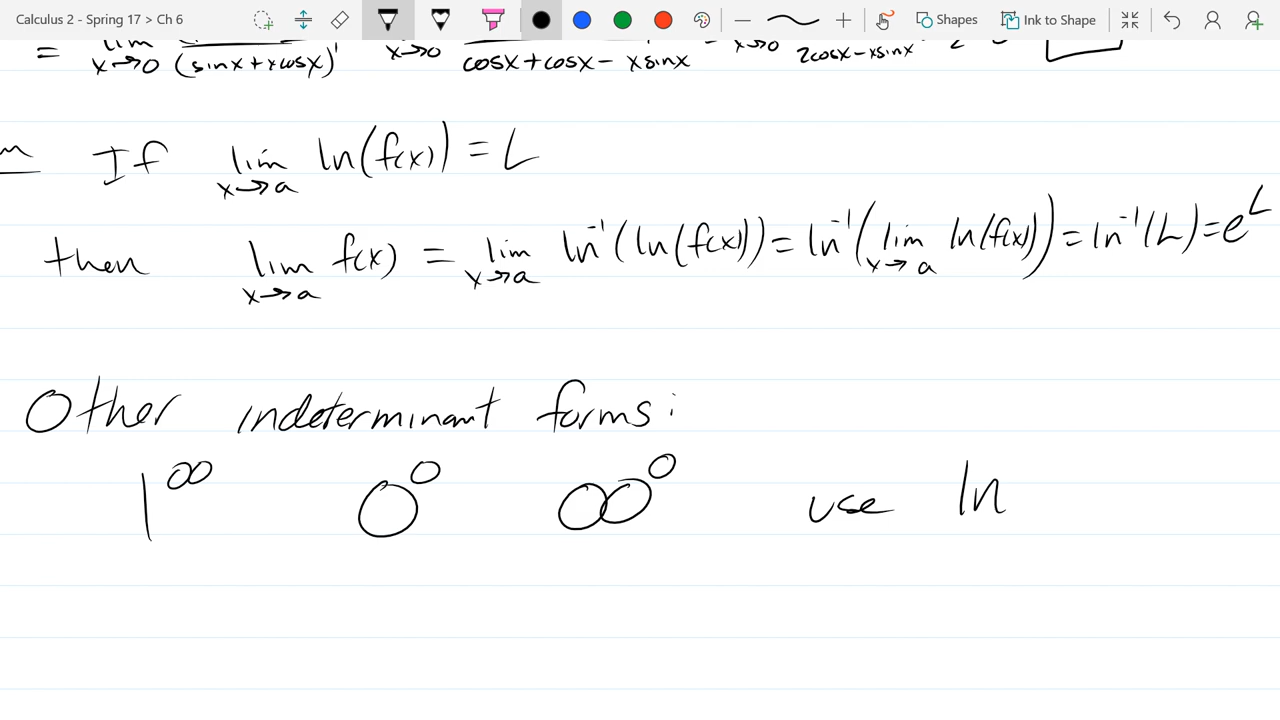 Calculus 2 - Spring 17 > Ch 6 Shapes Ink to Shape
= lim x→0 (sinx+xcosx)' x→0 cosx+cosx- xsinx x→0 2cosx-xsinx 2
If lim x→a ln(f(x)) = L
then lim x→a f(x) = lim x→a ln⁻¹(ln(f(x))) = ln⁻¹(lim x→a ln(f(x))) = ln⁻¹(L) = e^L
Other indeterminant forms:
1^∞ 0^0 ∞^0 use ln